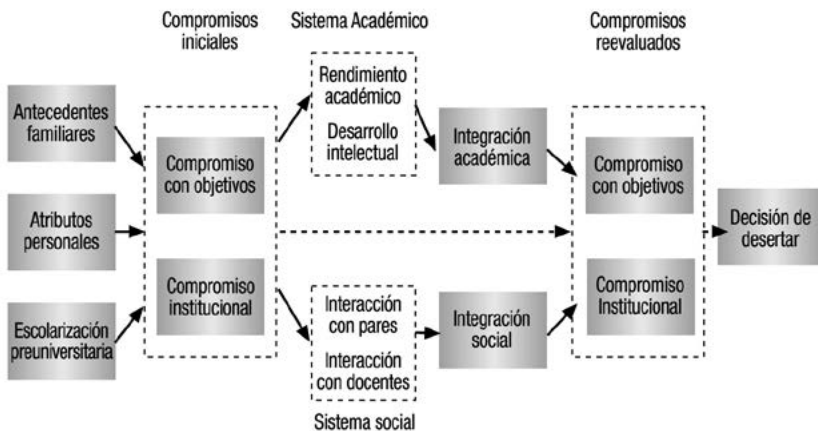 Compromisos
iniciales
Sistema Académico
Compromisos
reevaluados
Antecedentes
familiares
Atributos
personales
Escolarización
preuniversitaria
Compromiso
con objetivos
Compromiso
institucional
Rendimiento
académico
Desarrollo
intelectual
Interacción
con pares
Interacción
con docentes
Sistema social
Integración
académica
Integración
social
Compromiso
con objetivos
Compromiso
Institucional
Decisión de
desertar